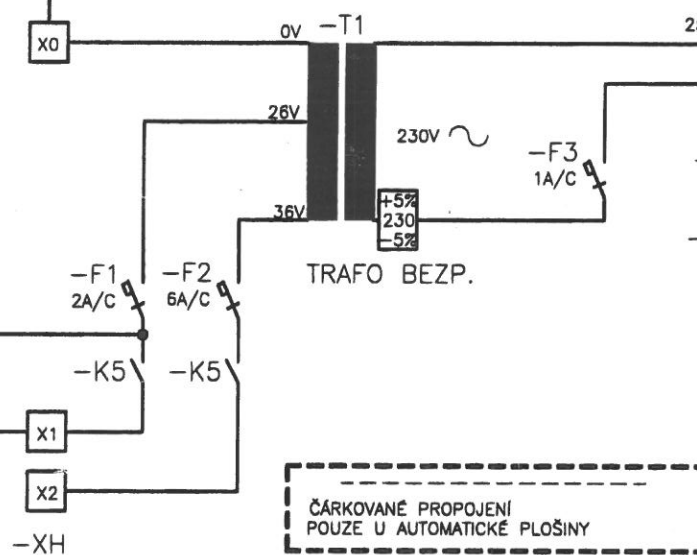 X0
0V
-T1
26V
230V
-F3
1A/C
36V
+5%
230
-5%
TRAFO BEZP.
-F1
2A/C
-F2
6A/C
-K5
-K5
X1
X2
-XH
ČÁRKOVANÉ PROPOJENÍ
POUZE U AUTOMATICKÉ PLOŠINY